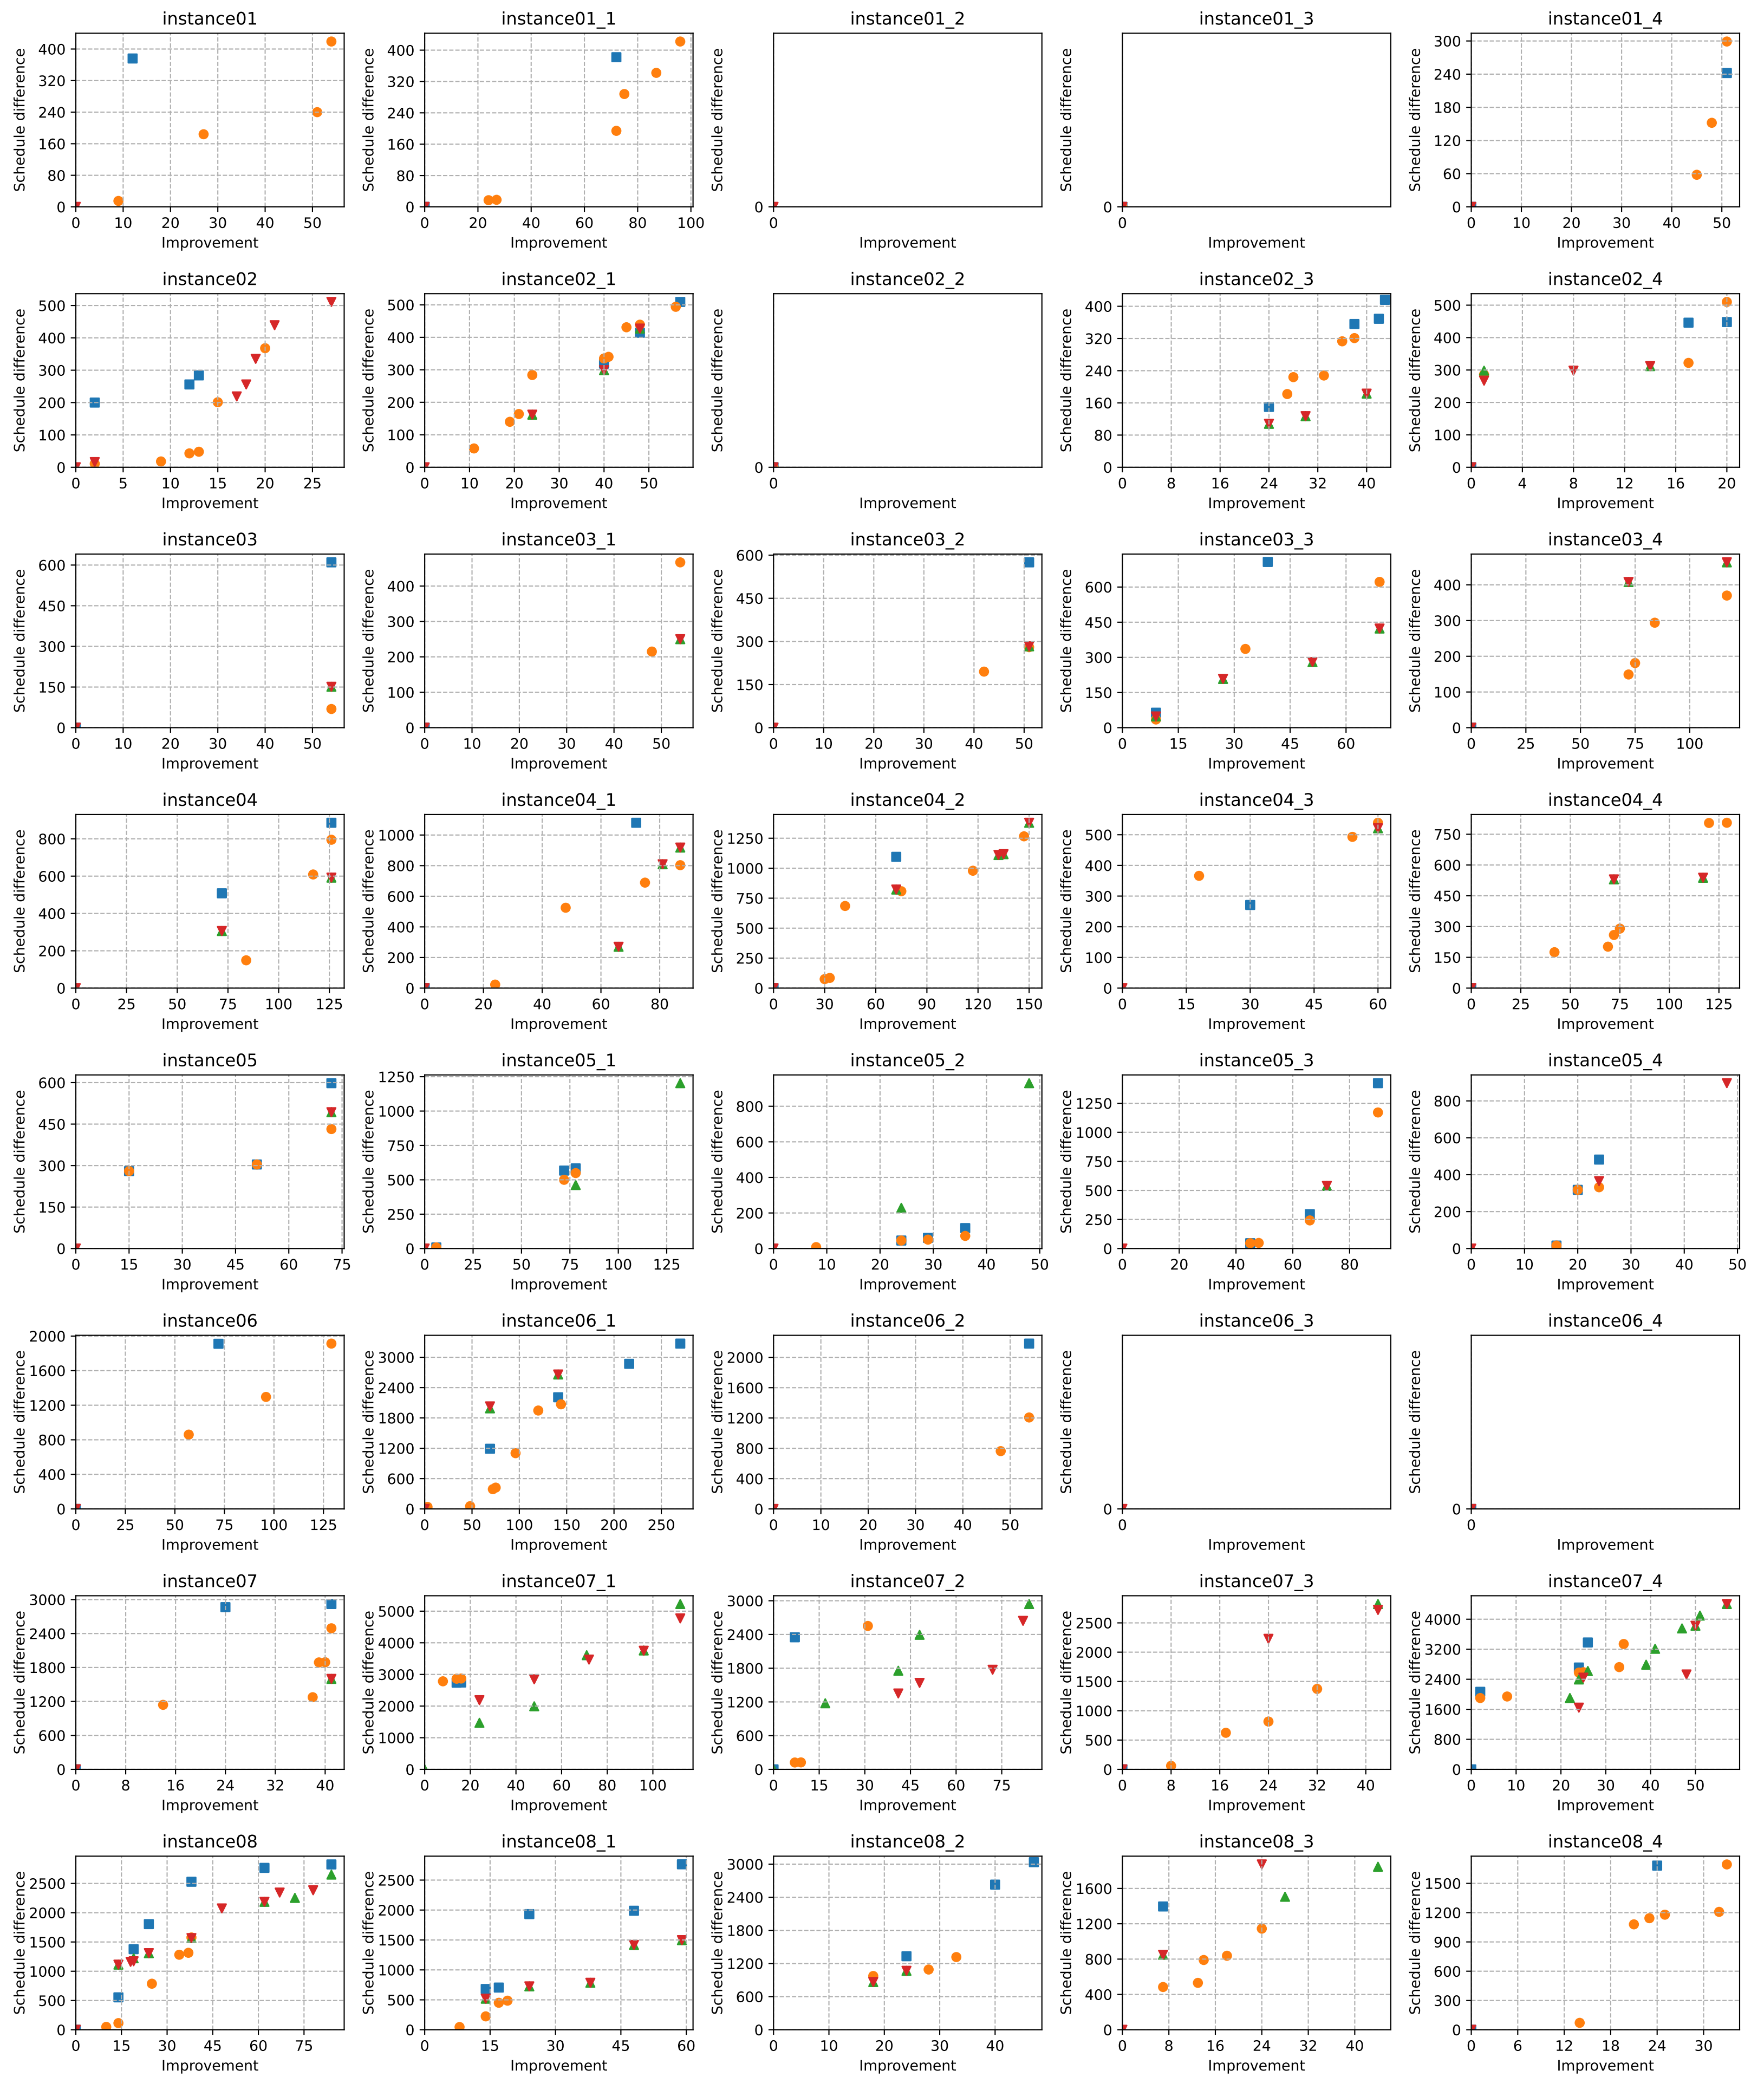 instance01 instance01_1 instance01_2 instance01_3 instance01_4
400 320 240 160 80 0 Schedule difference 400 320 240 160 80 0 Schedule difference 0 Schedule difference 0 Schedule difference 300 240 180 120 60 0 Schedule difference
0 10 20 30 40 50 0 20 40 60 80 100 0 0 0 10 20 30 40 50
Improvement Improvement Improvement Improvement Improvement
instance02 instance02_1 instance02_2 instance02_3 instance02_4
500 400 300 200 100 0 Schedule difference 500 400 300 200 100 0 Schedule difference 0 Schedule difference 400 320 240 160 80 0 Schedule difference 500 400 300 200 100 0 Schedule difference
0 5 10 15 20 25 0 10 20 30 40 50 0 0 8 16 24 32 40 0 4 8 12 16 20
Improvement Improvement Improvement Improvement Improvement
instance03 instance03_1 instance03_2 instance03_3 instance03_4
600 450 300 150 0 Schedule difference 400 300 200 100 0 Schedule difference 600 450 300 150 0 Schedule difference 600 450 300 150 0 Schedule difference 400 300 200 100 0 Schedule difference
0 10 20 30 40 50 0 10 20 30 40 50 0 10 20 30 40 50 0 15 30 45 60 0 25 50 75 100
Improvement Improvement Improvement Improvement Improvement
instance04 instance04_1 instance04_2 instance04_3 instance04_4
800 600 400 200 0 Schedule difference 1000 800 600 400 200 0 Schedule difference 1250 1000 750 500 250 0 Schedule difference 500 400 300 200 100 0 Schedule difference 750 600 450 300 150 0 Schedule difference
0 25 50 75 100 125 0 20 40 60 80 0 30 60 90 120 150 0 15 30 45 60 0 25 50 75 100 125
Improvement Improvement Improvement Improvement Improvement
instance05 instance05_1 instance05_2 instance05_3 instance05_4
600 450 300 150 0 Schedule difference 1250 1000 750 500 250 0 Schedule difference 800 600 400 200 0 Schedule difference 1250 1000 750 500 250 0 Schedule difference 800 600 400 200 0 Schedule difference
0 15 30 45 60 75 0 25 50 75 100 125 0 10 20 30 40 50 0 20 40 60 80 0 10 20 30 40 50
Improvement Improvement Improvement Improvement Improvement
instance06 instance06_1 instance06_2 instance06_3 instance06_4
2000 1600 1200 800 400 0 Schedule difference 3000 2400 1800 1200 600 0 Schedule difference 2000 1600 1200 800 400 0 Schedule difference 0 Schedule difference 0 Schedule difference
0 25 50 75 100 125 0 50 100 150 200 250 0 10 20 30 40 50 0 0
Improvement Improvement Improvement Improvement Improvement
instance07 instance07_1 instance07_2 instance07_3 instance07_4
3000 2400 1800 1200 600 0 Schedule difference 5000 4000 3000 2000 1000 0 Schedule difference 3000 2400 1800 1200 600 0 Schedule difference 2500 2000 1500 1000 500 0 Schedule difference 4000 3200 2400 1600 800 0 Schedule difference
0 8 16 24 32 40 0 20 40 60 80 100 0 15 30 45 60 75 0 8 16 24 32 40 0 10 20 30 40 50
Improvement Improvement Improvement Improvement Improvement
instance08 instance08_1 instance08_2 instance08_3 instance08_4
2500 2000 1500 1000 500 0 Schedule difference 2500 2000 1500 1000 500 0 Schedule difference 3000 2400 1800 1200 600 0 Schedule difference 1600 1200 800 400 0 Schedule difference 1500 1200 900 600 300 0 Schedule difference
0 15 30 45 60 75 0 15 30 45 60 0 10 20 30 40 0 8 16 24 32 40 0 6 12 18 24 30
Improvement Improvement Improvement Improvement Improvement